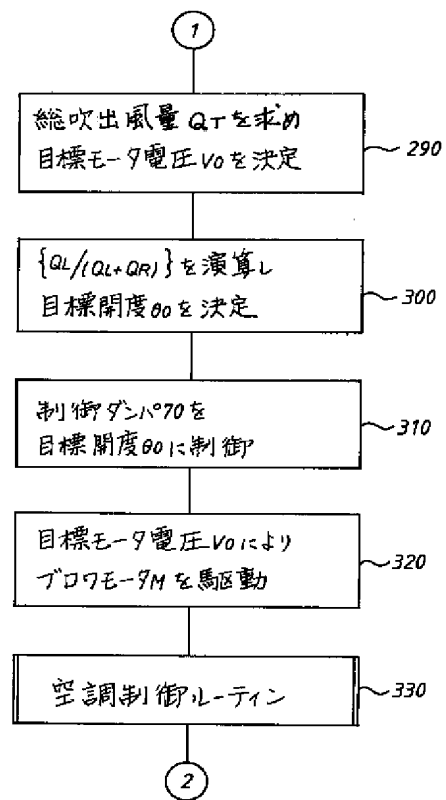 1
総吹出風量QTを求め
目標モータ電圧V0を決定
290
{QL/(QL+QR)}を演算し
目標開度θ0を決定
300
制御ダンパ70を
目標開度θ0に制御
310
目標モータ電圧V0により
ブロワモータMを駆動
320
空調制御ルーティン
330
2